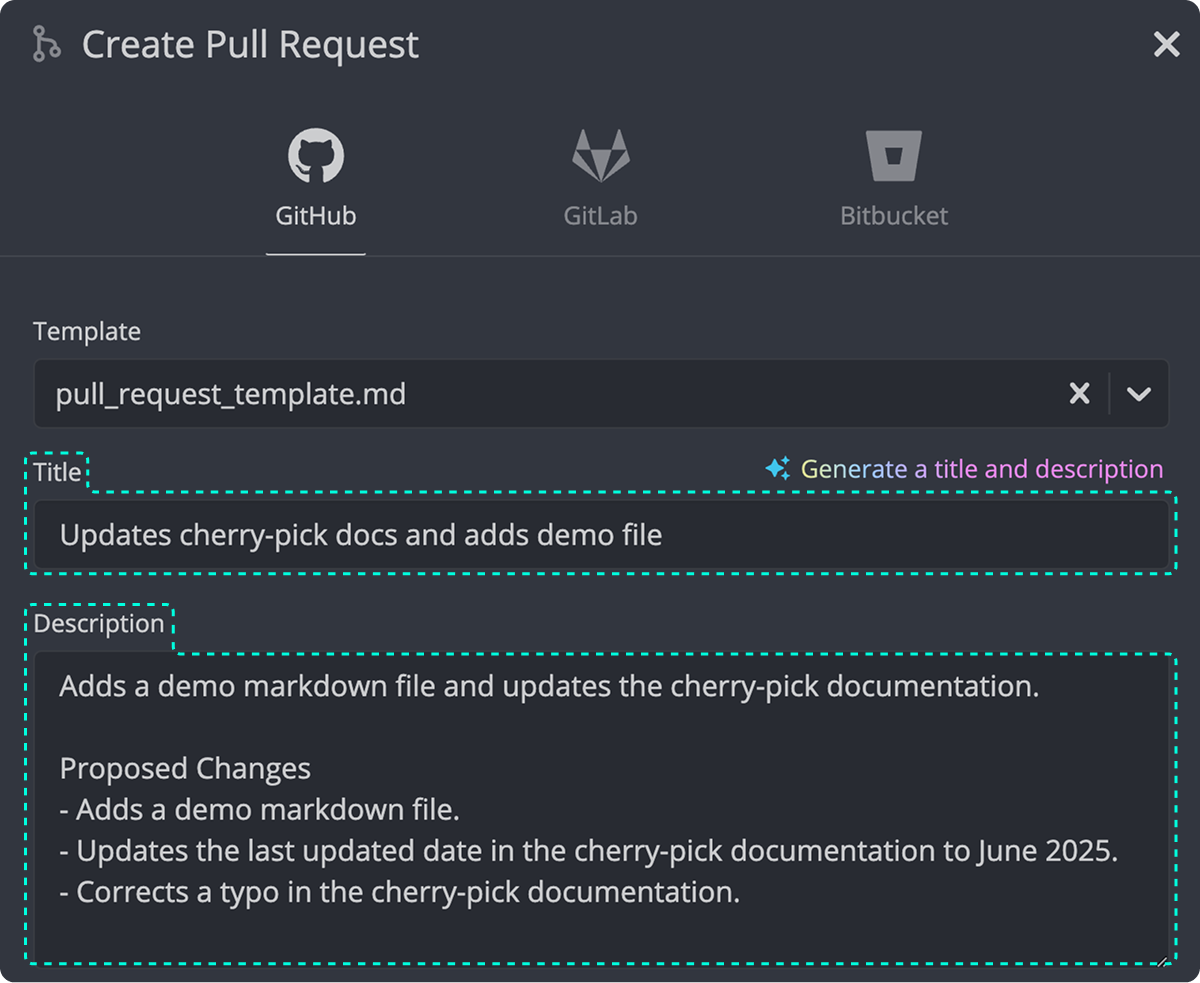 Create Pull Request
GitHub
GitLab
Bitbucket
Template
pull_request_template.md
Title
Generate a title and description
Updates cherry-pick docs and adds demo file
Description
Adds a demo markdown file and updates the cherry-pick documentation.
Proposed Changes
- Adds a demo markdown file.
- Updates the last updated date in the cherry-pick documentation to June 2025.
- Corrects a typo in the cherry-pick documentation.